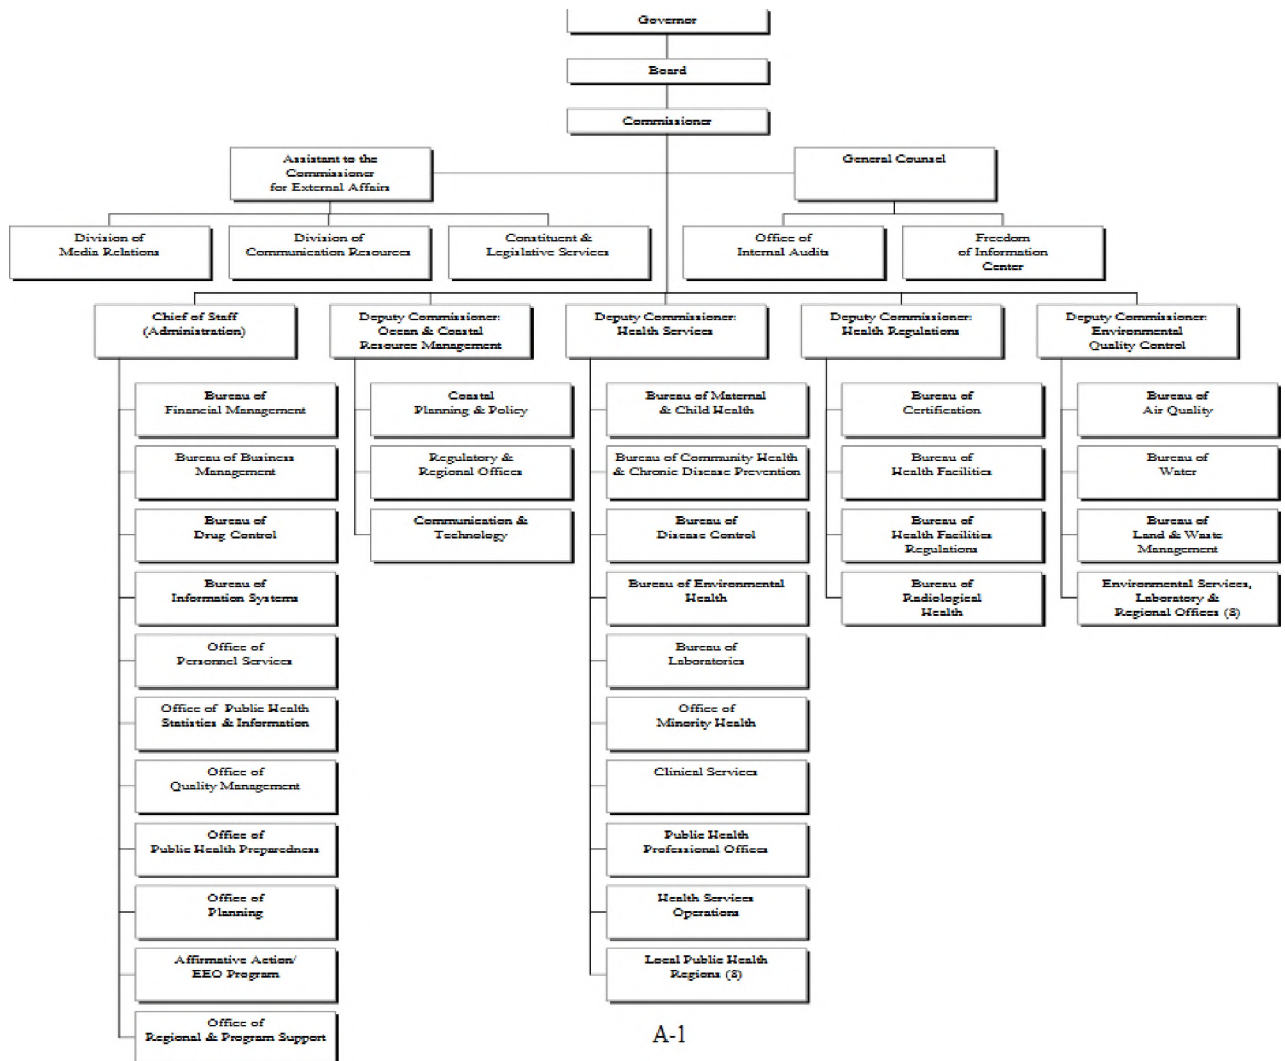 Governor
Board
Commissioner
Assistant to the
Commissioner
for External Affairs
General Counsel
Division of
Media Relations
Division of
Communication Resources
Constituent &
Legislative Services
Office of
Internal Audits
Freedom
of Information
Center
Chief of Staff
(Administration)
Deputy Commissioner:
Ocean & Coastal
Resource Management
Deputy Commissioner:
Health Services
Deputy Commissioner:
Health Regulations
Deputy Commissioner:
Environmental
Quality Control
Bureau of
Financial Management
Bureau of Business
Management
Bureau of
Drug Control
Bureau of
Information Systems
Office of
Personnel Services
Office of Public Health
Statistics & Information
Office of
Quality Management
Office of
Public Health Preparedness
Office of
Planning
Affirmative Action/
EEO Program
Office of
Regional & Program Support
Coastal
Planning & Policy
Regulatory &
Regional Offices
Communication &
Technology
Bureau of Maternal
& Child Health
Bureau of Community Health
& Chronic Disease Prevention
Bureau of
Disease Control
Bureau of Environmental
Health
Bureau of
Laboratories
Office of
Minority Health
Clinical Services
Public Health
Professional Offices
Health Services
Operations
Local Public Health
Regions (8)
Bureau of
Certification
Bureau of
Health Facilities
Bureau of
Health Facilities
Regulations
Bureau of
Radiological
Health
Bureau of
Air Quality
Bureau of
Water
Bureau of
Land & Waste
Management
Environmental Services,
Laboratory &
Regional Offices (8)
A-1